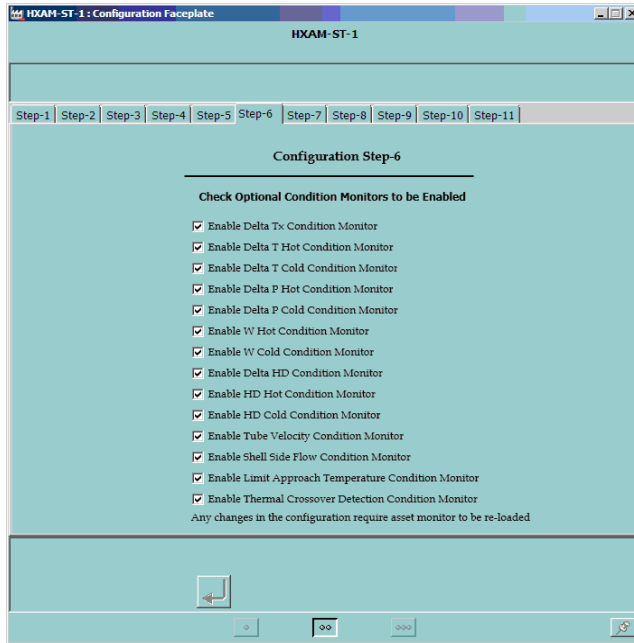 HXAM-ST-1 : Configuration Faceplate
HXAM-ST-1
Step-1 Step-2 Step-3 Step-4 Step-5 Step-6 Step-7 Step-8 Step-9 Step-10 Step-11
Configuration Step-6
Check Optional Condition Monitors to be Enabled
Enable Delta Tx Condition Monitor
Enable Delta T Hot Condition Monitor
Enable Delta T Cold Condition Monitor
Enable Delta P Hot Condition Monitor
Enable Delta P Cold Condition Monitor
Enable W Hot Condition Monitor
Enable W Cold Condition Monitor
Enable Delta HD Condition Monitor
Enable HD Hot Condition Monitor
Enable HD Cold Condition Monitor
Enable Tube Velocity Condition Monitor
Enable Shell Side Flow Condition Monitor
Enable Limit Approach Temperature Condition Monitor
Enable Thermal Crossover Detection Condition Monitor
Any changes in the configuration require asset monitor to be re-loaded